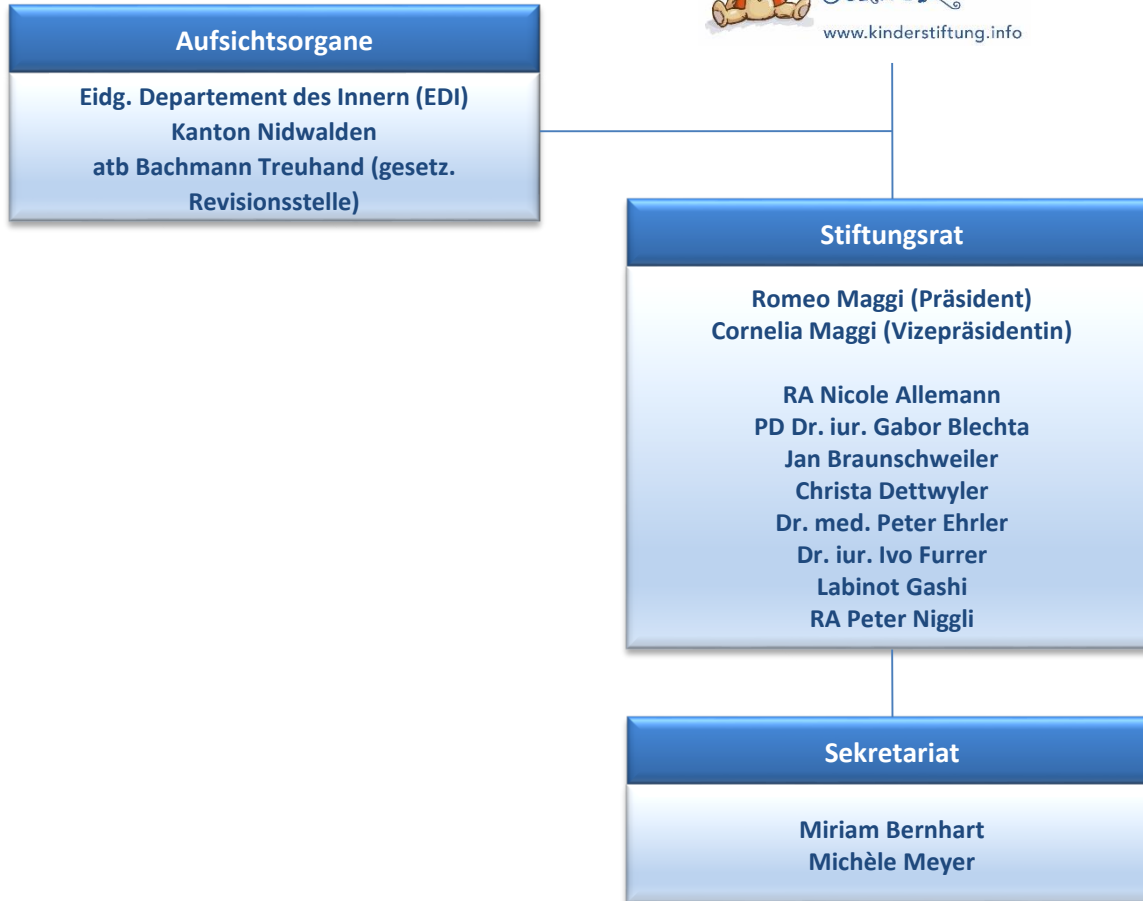 www.kinderstiftung.info
Aufsichtsorgane
Eidg. Departement des Innern (EDI)
Kanton Nidwalden
atb Bachmann Treuhand (gesetz.
Revisionsstelle)
Stiftungsrat
Romeo Maggi (Präsident)
Cornelia Maggi (Vizepräsidentin)
RA Nicole Allemann
PD Dr. iur. Gabor Blechta
Jan Braunschweiler
Christa Dettwyler
Dr. med. Peter Ehrler
Dr. iur. Ivo Furrer
Labinot Gashi
RA Peter Niggli
Sekretariat
Miriam Bernhart
Michèle Meyer